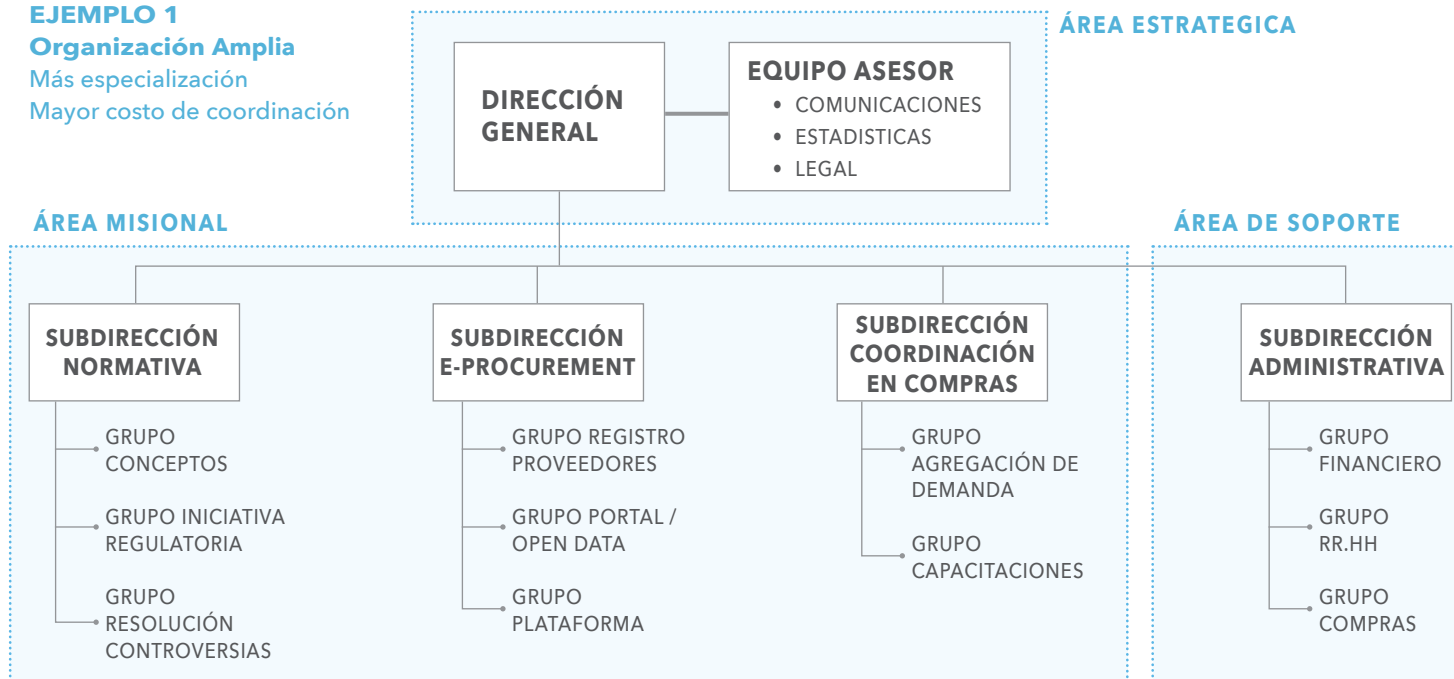 EJEMPLO 1
Organización Amplia
Más especialización
Mayor costo de coordinación
ÁREA ESTRATEGICA
DIRECCIÓN
GENERAL
EQUIPO ASESOR
• COMUNICACIONES
• ESTADISTICAS
• LEGAL
ÁREA MISIONAL
ÁREA DE SOPORTE
SUBDIRECCIÓN
NORMATIVA
GRUPO
CONCEPTOS
GRUPO INICIATIVA
REGULATORIA
GRUPO
RESOLUCIÓN
CONTROVERSIAS
SUBDIRECCIÓN
E-PROCUREMENT
GRUPO REGISTRO
PROVEEDORES
GRUPO PORTAL /
OPEN DATA
GRUPO
PLATAFORMA
SUBDIRECCIÓN
COORDINACIÓN
EN COMPRAS
GRUPO
AGREGACIÓN DE
DEMANDA
GRUPO
CAPACITACIONES
SUBDIRECCIÓN
ADMINISTRATIVA
GRUPO
FINANCIERO
GRUPO
RR.HH
GRUPO
COMPRAS